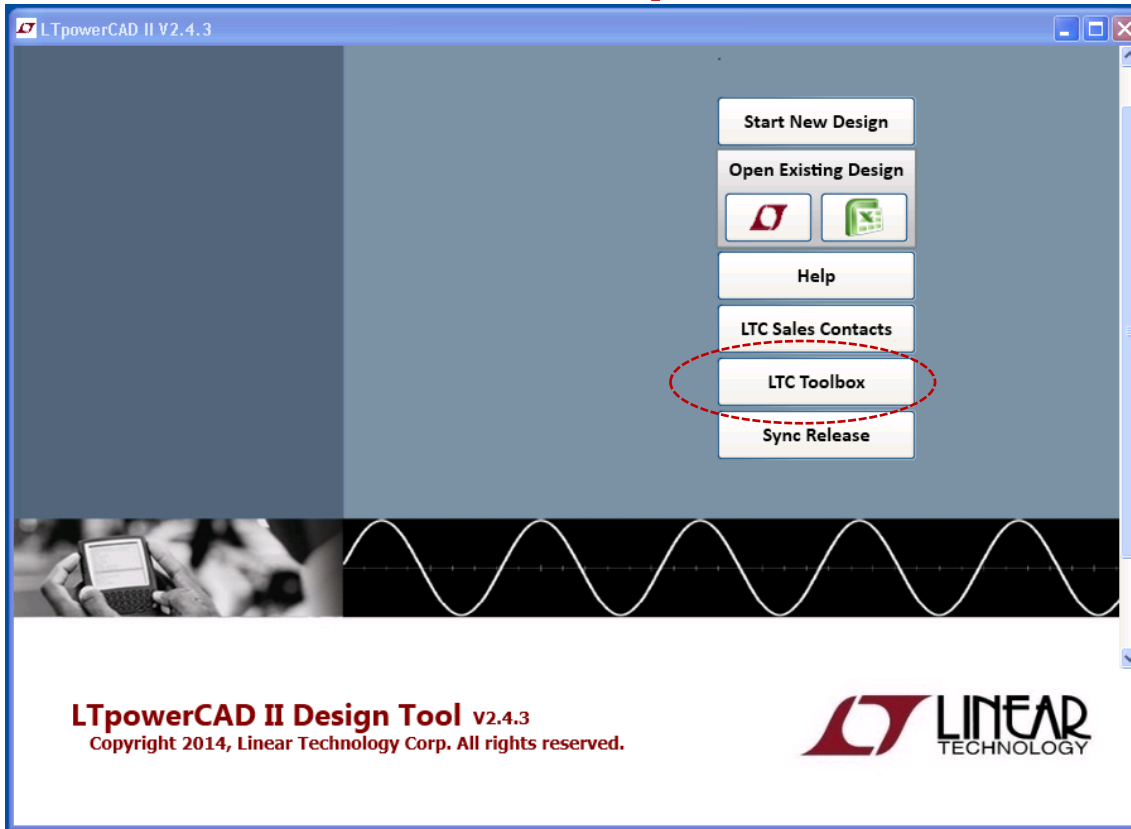 LTpowerCAD II V2.4.3
Start New Design
Open Existing Design
Help
LTC Sales Contacts
LTC Toolbox
Sync Release
LTpowerCAD II Design Tool V2.4.3
Copyright 2014, Linear Technology Corp. All rights reserved.
LINEAR
TECHNOLOGY